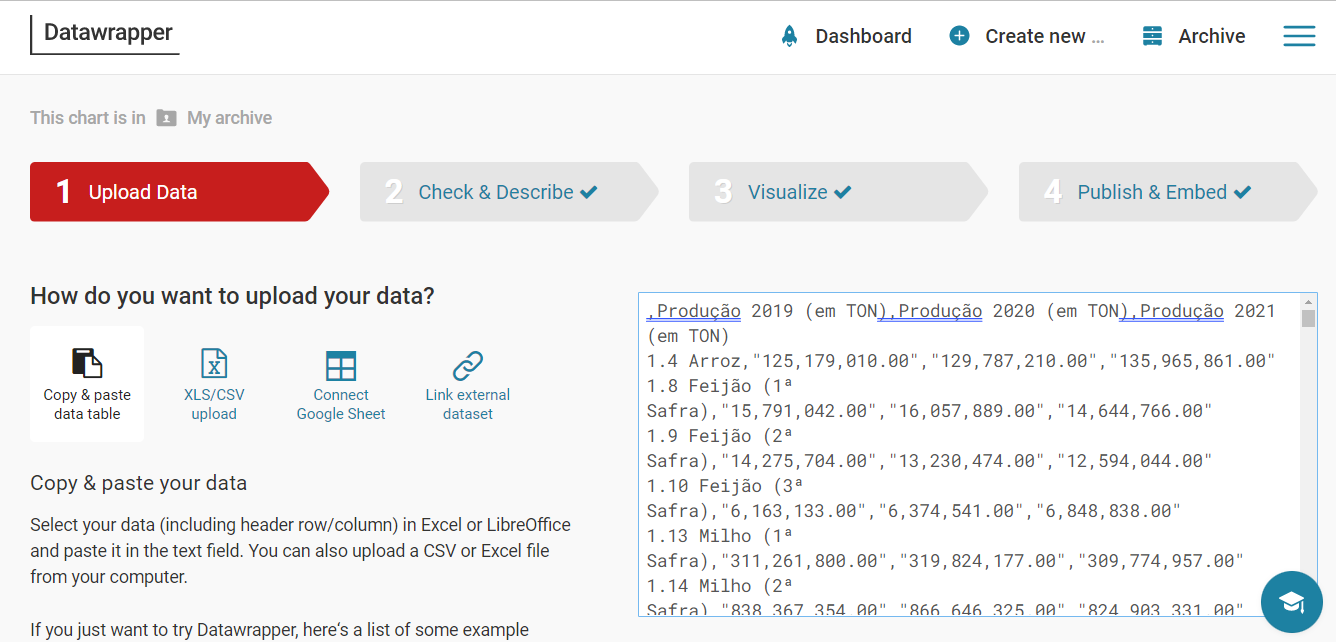 Datawrapper
Dashboard
Create new ...
Archive
This chart is in My archive
1 Upload Data
2 Check & Describe
3 Visualize
4 Publish & Embed
How do you want to upload your data?
Copy & paste
data table
XLS/CSV
upload
Connect
Google Sheet
Link external
dataset
Copy & paste your data
Select your data (including header row/column) in Excel or LibreOffice
and paste it in the text field. You can also upload a CSV or Excel file
from your computer.
If you just want to try Datawrapper, here's a list of some example
,Produção 2019 (em TON),Produção 2020 (em TON),Produção 2021
(em TON)
1.4 Arroz,"125,179,010.00","129,787,210.00","135,965,861.00"
1.8 Feijão (1ª
Safra),"15,791,042.00","16,057,889.00","14,644,766.00"
1.9 Feijão (2ª
Safra),"14,275,704.00","13,230,474.00","12,594,044.00"
1.10 Feijão (3ª
Safra),"6,163,133.00","6,374,541.00","6,848,838.00"
1.13 Milho (1ª
Safra),"311,261,800.00","319,824,177.00","309,774,957.00"
1.14 Milho (2ª
Safra),"838,367,354.00","866,646,325.00","824,903,331.00"